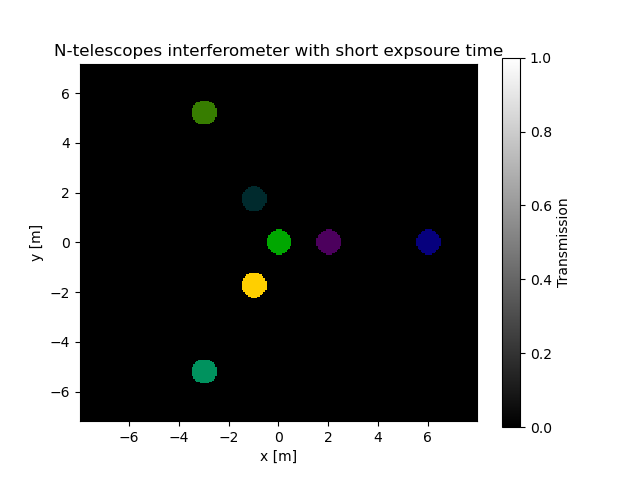 N-telescopes interferometer with short expsoure time
6
4
2
0
−2
−4
−6
y [m]
−6 −4 −2 0 2 4 6
x [m]
1.0
0.8
0.6
0.4
0.2
0.0
Transmission